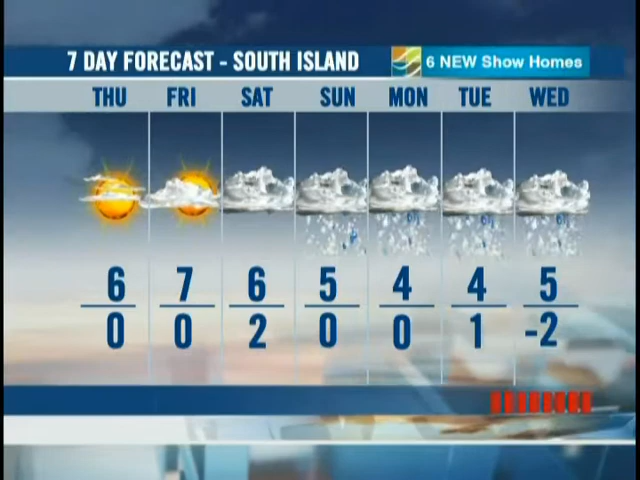 7 DAY FORECAST - SOUTH ISLAND
6 NEW Show Homes
THU FRI SAT SUN MON TUE WED
6 7 6 5 4 4 5
0 0 2 0 0 1 -2